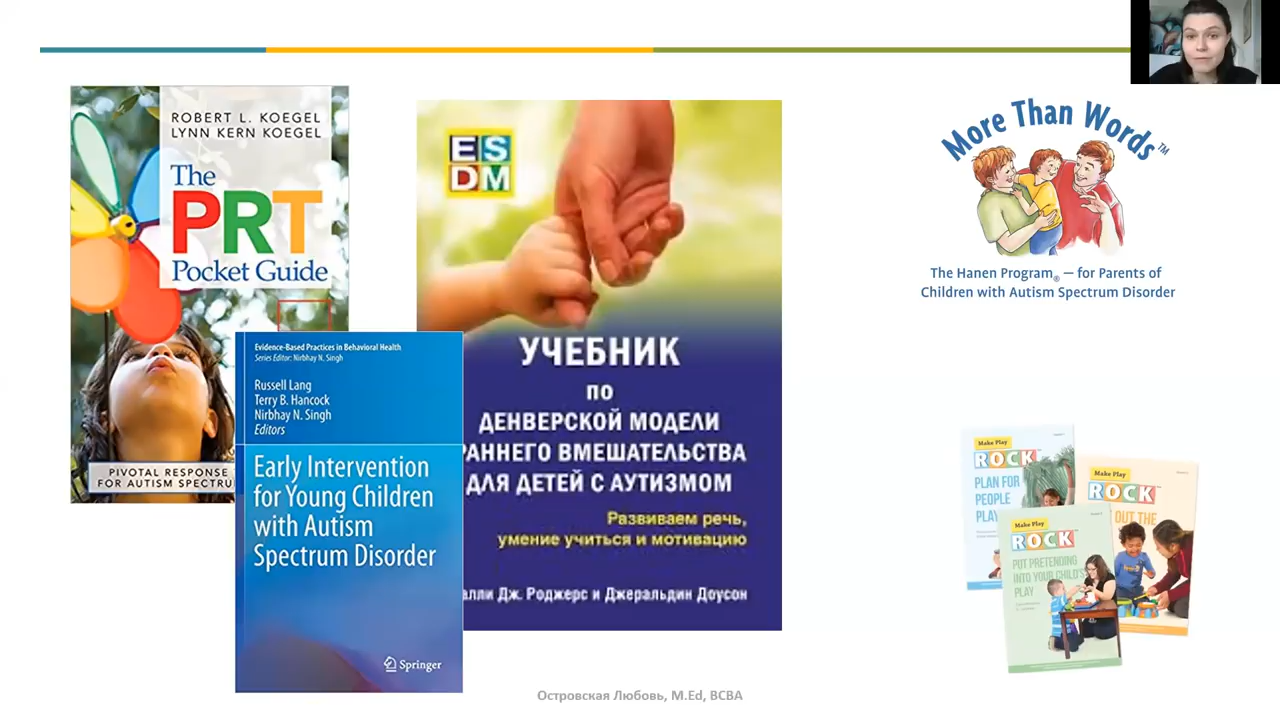 ROBERT L. KOEGEL
LYNN KERN KOEGEL
The
PRT
Pocket Guide
PIVOTAL RESPONSE
FOR AUTISM
Evidence-Based Practices in Behavioral Health
Series Editor: Nirbhay N. Singh
Russell Lang
Terry B. Hancock
Nirbhay N. Singh
Editors
Early Intervention
for Young Children
with Autism
Spectrum Disorder
Springer
ES
DM
УЧЕБНИК
ПО
ДЕНВЕРСКОЙ МОДЕЛИ
РАННЕГО ВМЕШАТЕЛЬСТВА
ДЛЯ ДЕТЕЙ С АУТИЗМОМ
Развиваем речь,
умение учиться и мотивацию
Дж. Роджерс и Джеральдин Доусон
More Than Words™
The Hanen Program® — for Parents of
Children with Autism Spectrum Disorder
Make Play
ROCK
PLAN FOR
PEOPLE
PLAY
Make Play
ROCK™
OUT THE
Make Play
ROCK
PUT PRETENDING
INTO YOUR CHILD'S
PLAY
Островская Любовь, M.Ed, BCBA